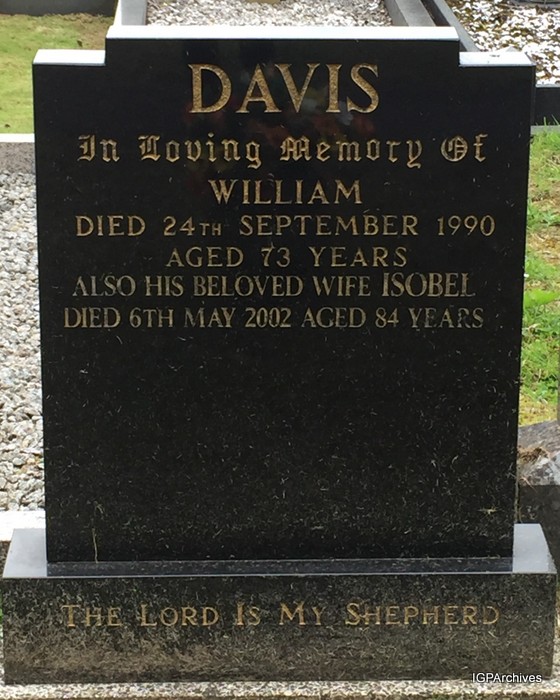 DAVIS
In Loving Memory Of
WILLIAM
DIED 24TH SEPTEMBER 1990
AGED 73 YEARS
ALSO HIS BELOVED WIFE ISOBEL
DIED 6TH MAY 2002 AGED 84 YEARS
THE LORD IS MY SHEPHERD
IGPArchives